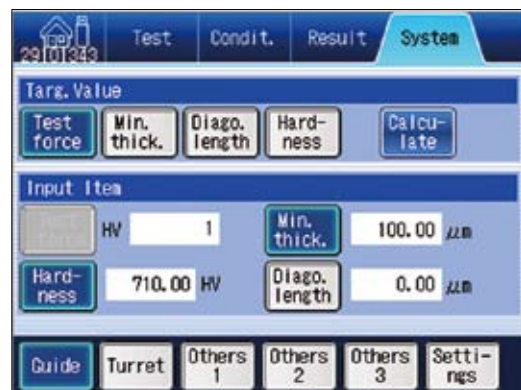 29101343 Test Condit. Result System
Targ. Value
Test force Min. thick. Diago. length Hard-ness Calcu-late
Input Item
HV 1 Min. thick. 100.00 μm
Hard-ness 710.00 HV Diago. length 0.00 μm
Guide Turret Others 1 Others 2 Others 3 Setti-ngs